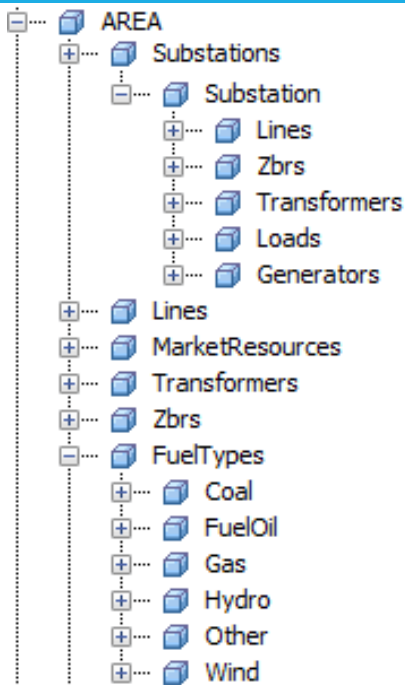 AREA
Substations
Substation
Lines
Zbrs
Transformers
Loads
Generators
Lines
MarketResources
Transformers
Zbrs
FuelTypes
Coal
FuelOil
Gas
Hydro
Other
Wind